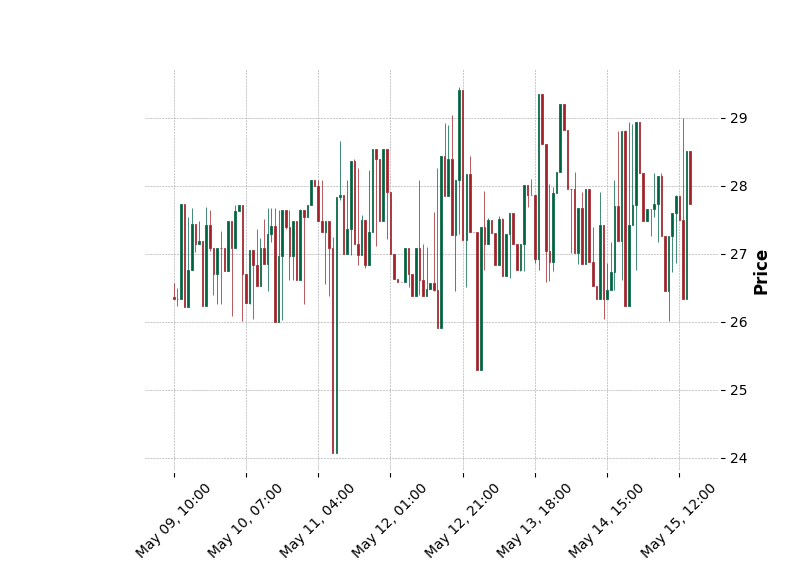 29
28
27
26
25
24
Price
May 09, 10:00
May 10, 07:00
May 11, 04:00
May 12, 01:00
May 12, 21:00
May 13, 18:00
May 14, 15:00
May 15, 12:00